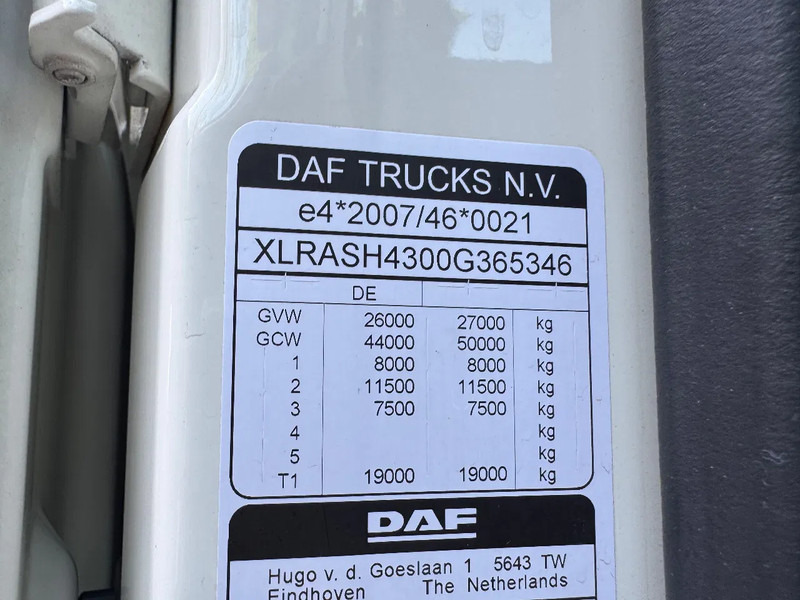 DAF TRUCKS N.V.
e4*2007/46*0021
XLRASH4300G365346
DE
GVW 26000 27000 kg
GCW 44000 50000 kg
1 8000 8000 kg
2 11500 11500 kg
3 7500 7500 kg
4 kg
5 kg
T1 19000 19000 kg
DAF
Hugo v. d. Goeslaan 1 5643 TW
Eindhoven The Netherlands